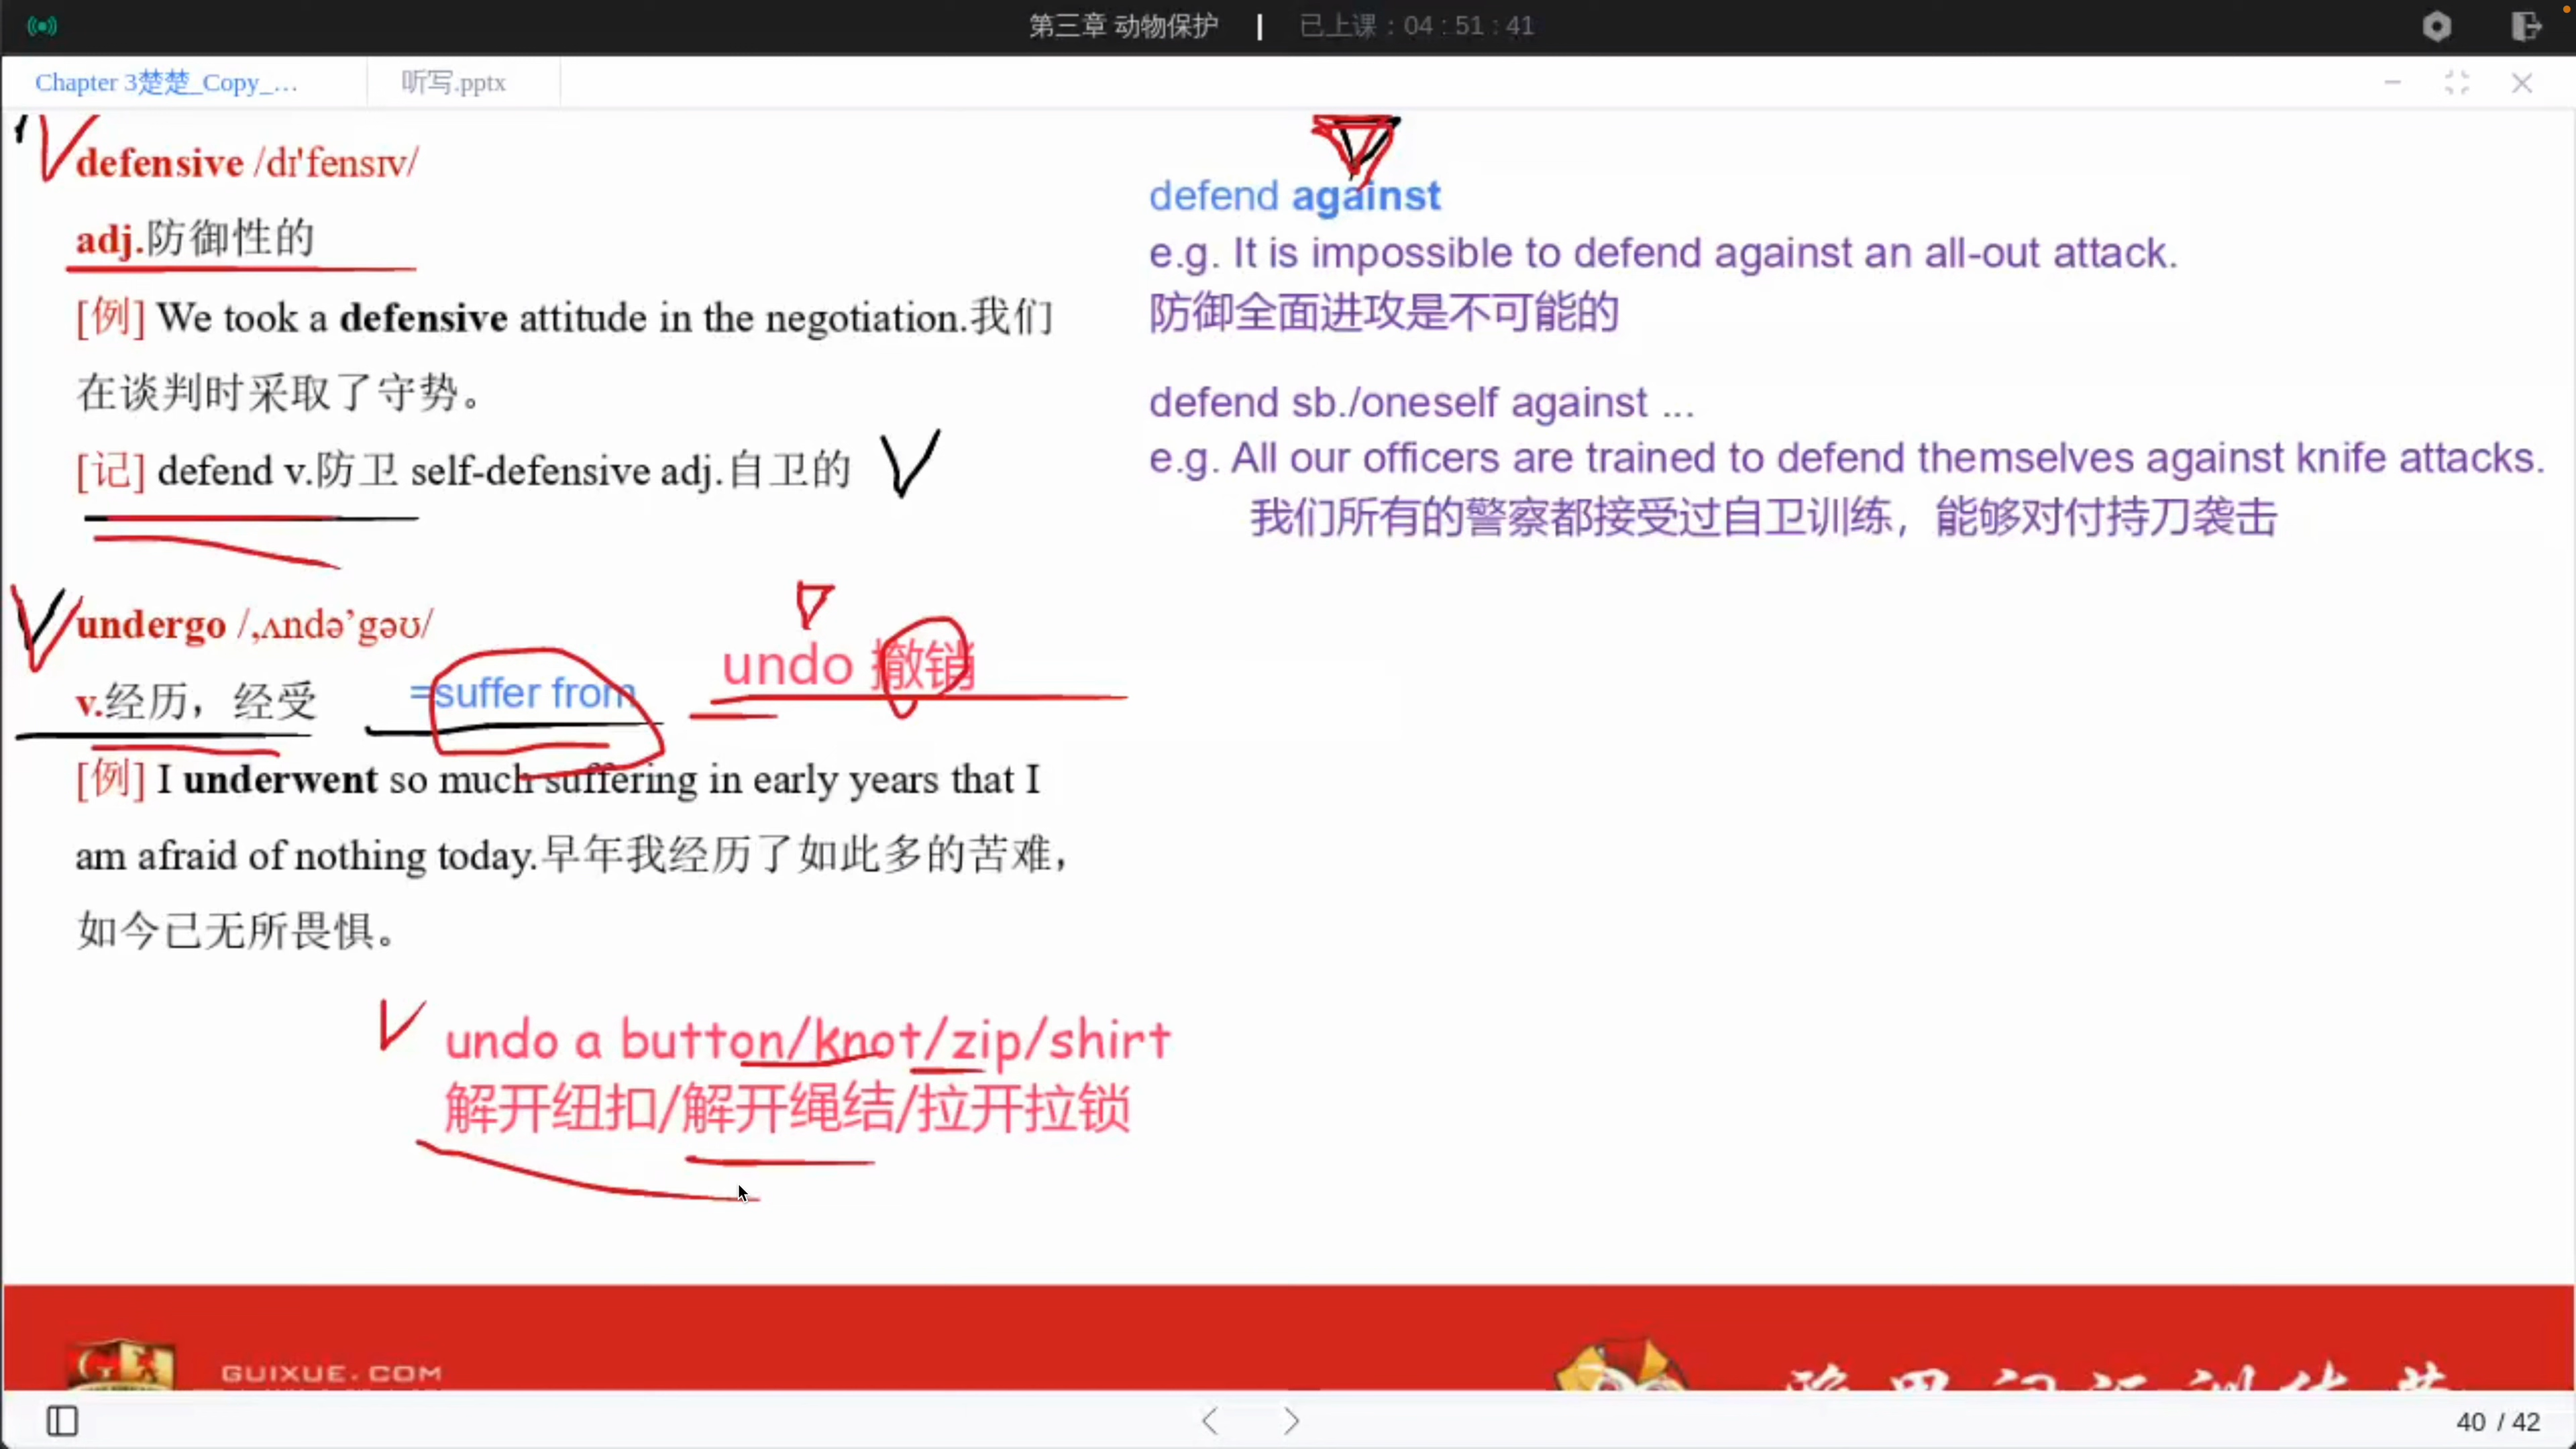 第三章 动物保护 | 已上课：04 : 51 : 41
Chapter 3楚楚_Copy_... 听写.pptx
defensive /dɪ'fensɪv/
adj.防御性的
[例] We took a defensive attitude in the negotiation.我们
在谈判时采取了守势。
[记] defend v.防卫 self-defensive adj.自卫的
undergo /,ʌndə’gəʊ/
undo 撤销
v.经历，经受 =suffer from
[例] I underwent so much suffering in early years that I
am afraid of nothing today.早年我经历了如此多的苦难，
如今已无所畏惧。
undo a button/knot/zip/shirt
解开纽扣/解开绳结/拉开拉锁
defend against
e.g. It is impossible to defend against an all-out attack.
防御全面进攻是不可能的
defend sb./oneself against ...
e.g. All our officers are trained to defend themselves against knife attacks.
我们所有的警察都接受过自卫训练，能够对付持刀袭击
GUIXUE.COM
40 / 42